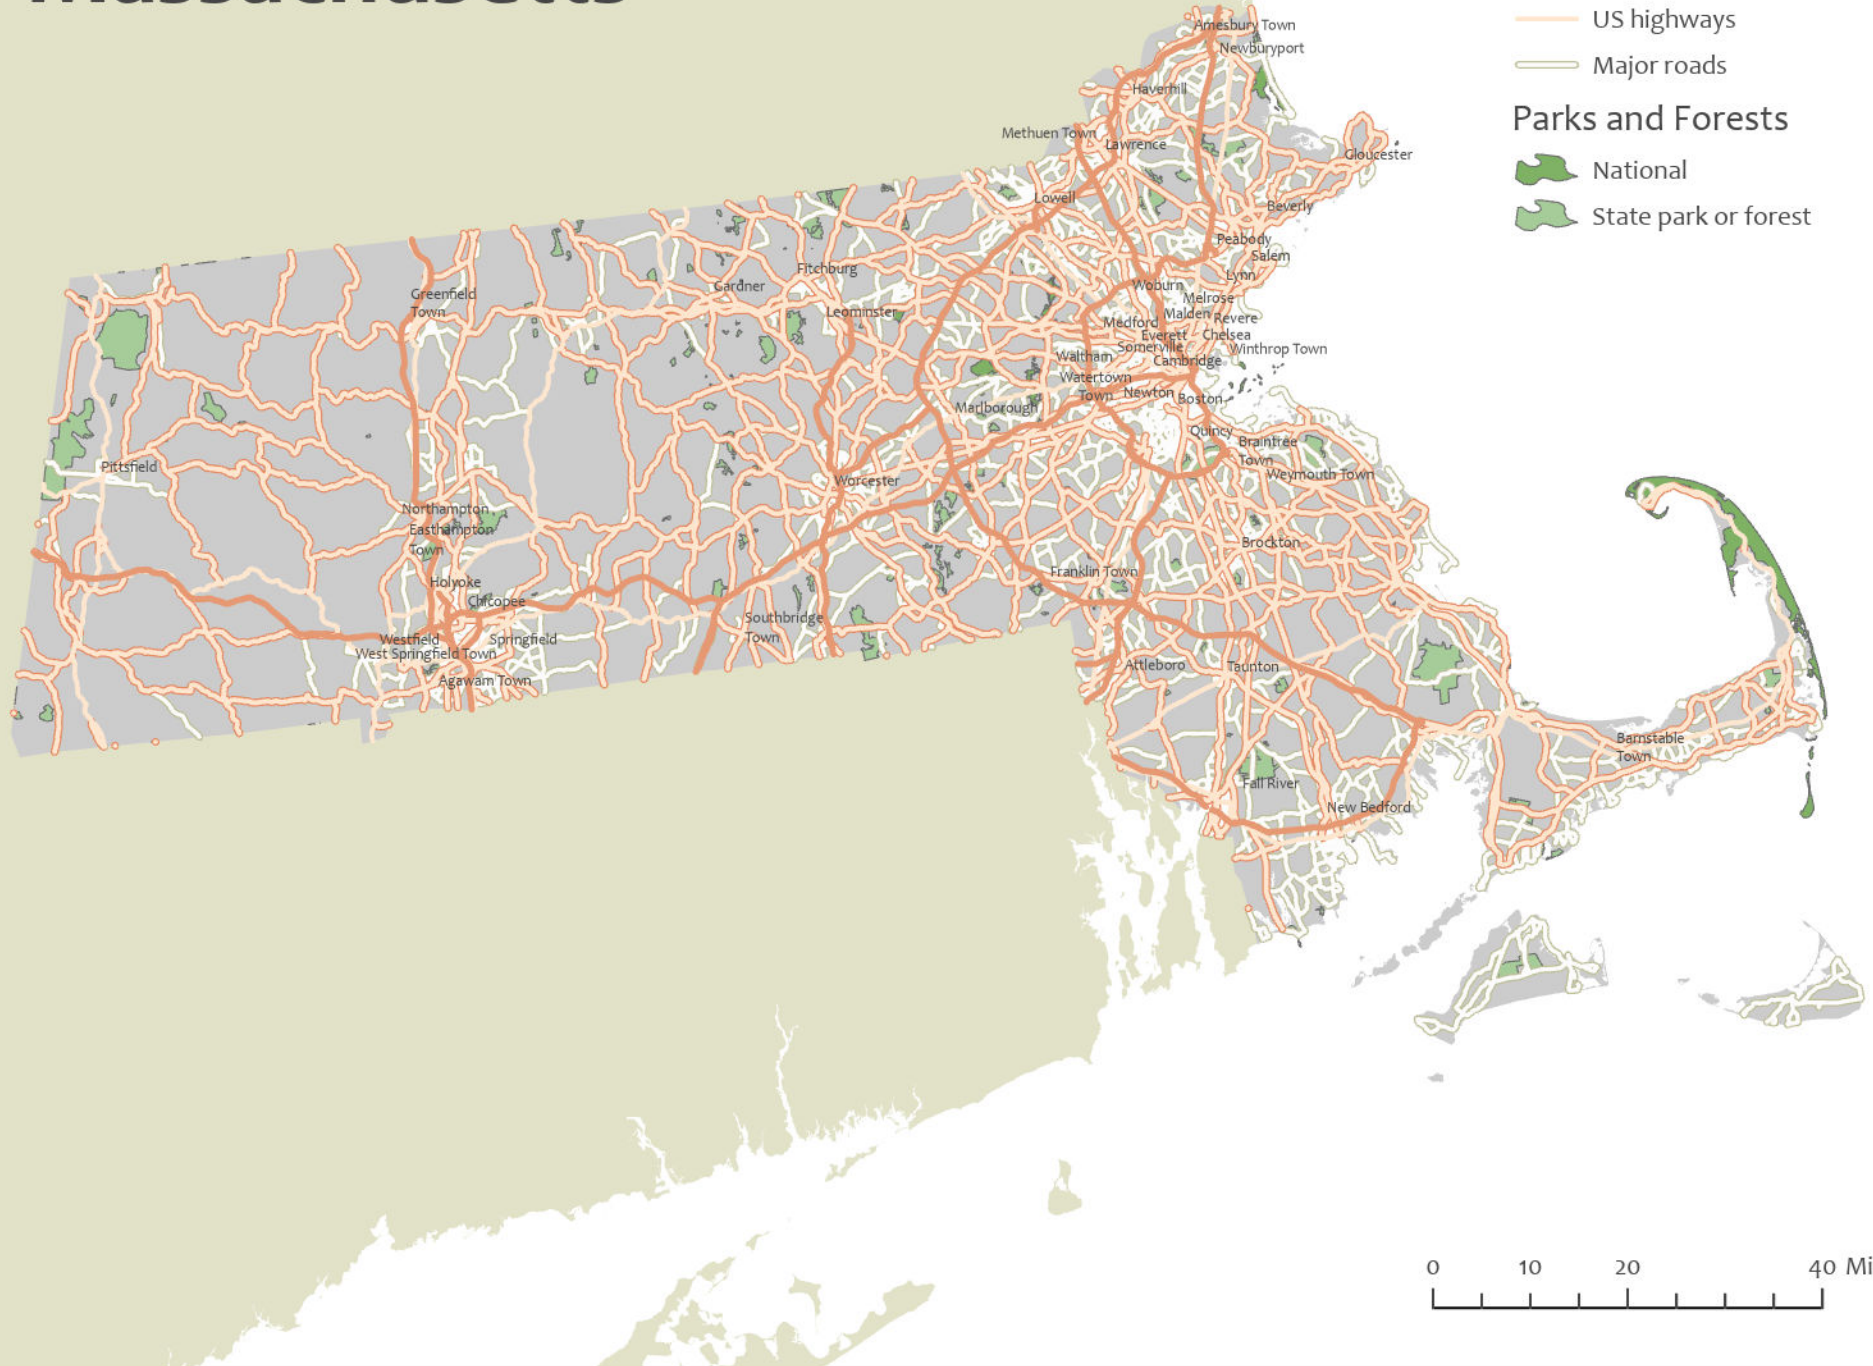 Massachusetts
US highways
Major roads
Parks and Forests
National
State park or forest
Amesbury Town
Newburyport
Haverhill
Methuen Town
Lawrence
Gloucester
Lowell
Beverly
Peabody
Salem
Lynn
Fitchburg
Gardner
Woburn
Greenfield
Town
Melrose
Leominster
Malden
Revere
Medford
Everett
Chelsea
Somerville
Winthrop Town
Waltham
Cambridge
Watertown
Town
Newton
Boston
Marlborough
Quincy
Braintree
Town
Pittsfield
Weymouth Town
Worcester
Northampton
Easthampton
Town
Brockton
Franklin Town
Holyoke
Chicopee
Southbridge
Town
Westfield
Springfield
West Springfield Town
Attleboro
Taunton
Agawam Town
Barnstable
Town
Fall River
New Bedford
0 10 20 40 Mi